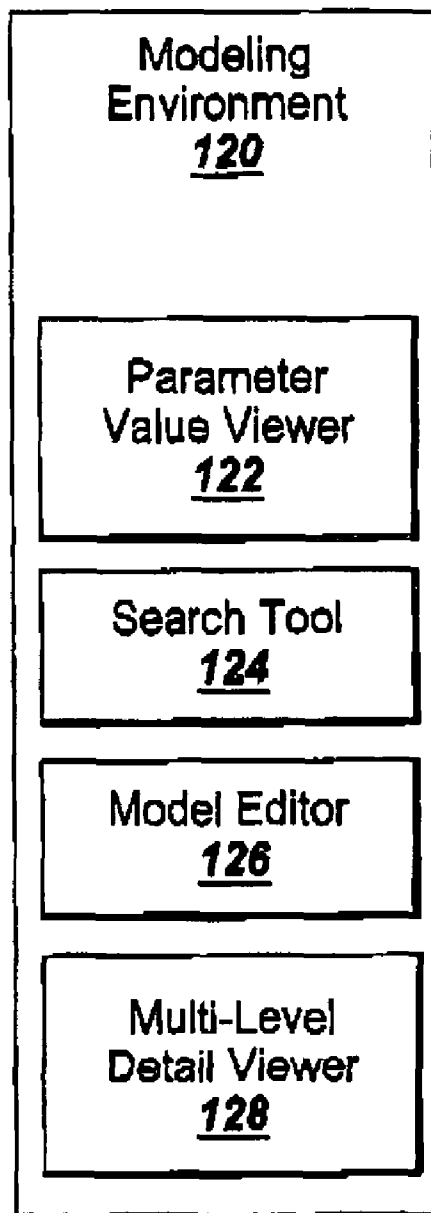 Modeling
Environment
120
Parameter
Value Viewer
122
Search Tool
124
Model Editor
126
Multi-Level
Detail Viewer
128